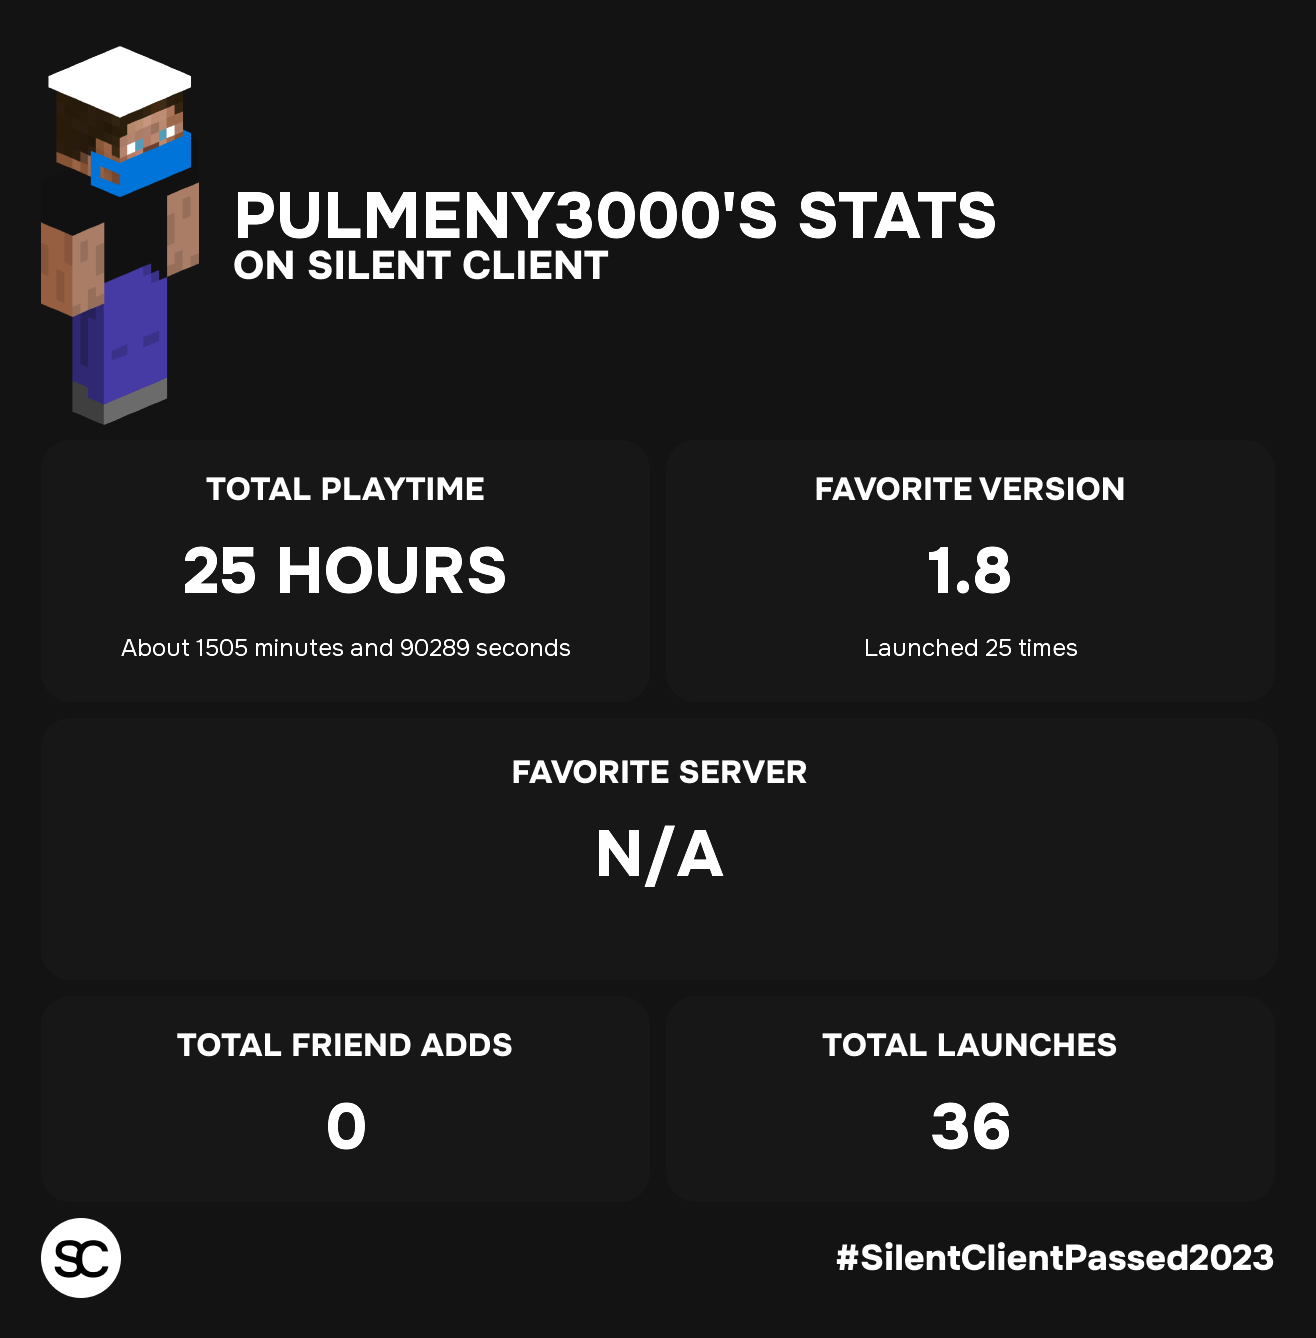 PULMENY3000'S STATS
ON SILENT CLIENT
TOTAL PLAYTIME
25 HOURS
About 1505 minutes and 90289 seconds
FAVORITE VERSION
1.8
Launched 25 times
FAVORITE SERVER
N/A
TOTAL FRIEND ADDS
0
TOTAL LAUNCHES
36
SC
#SilentClientPassed2023